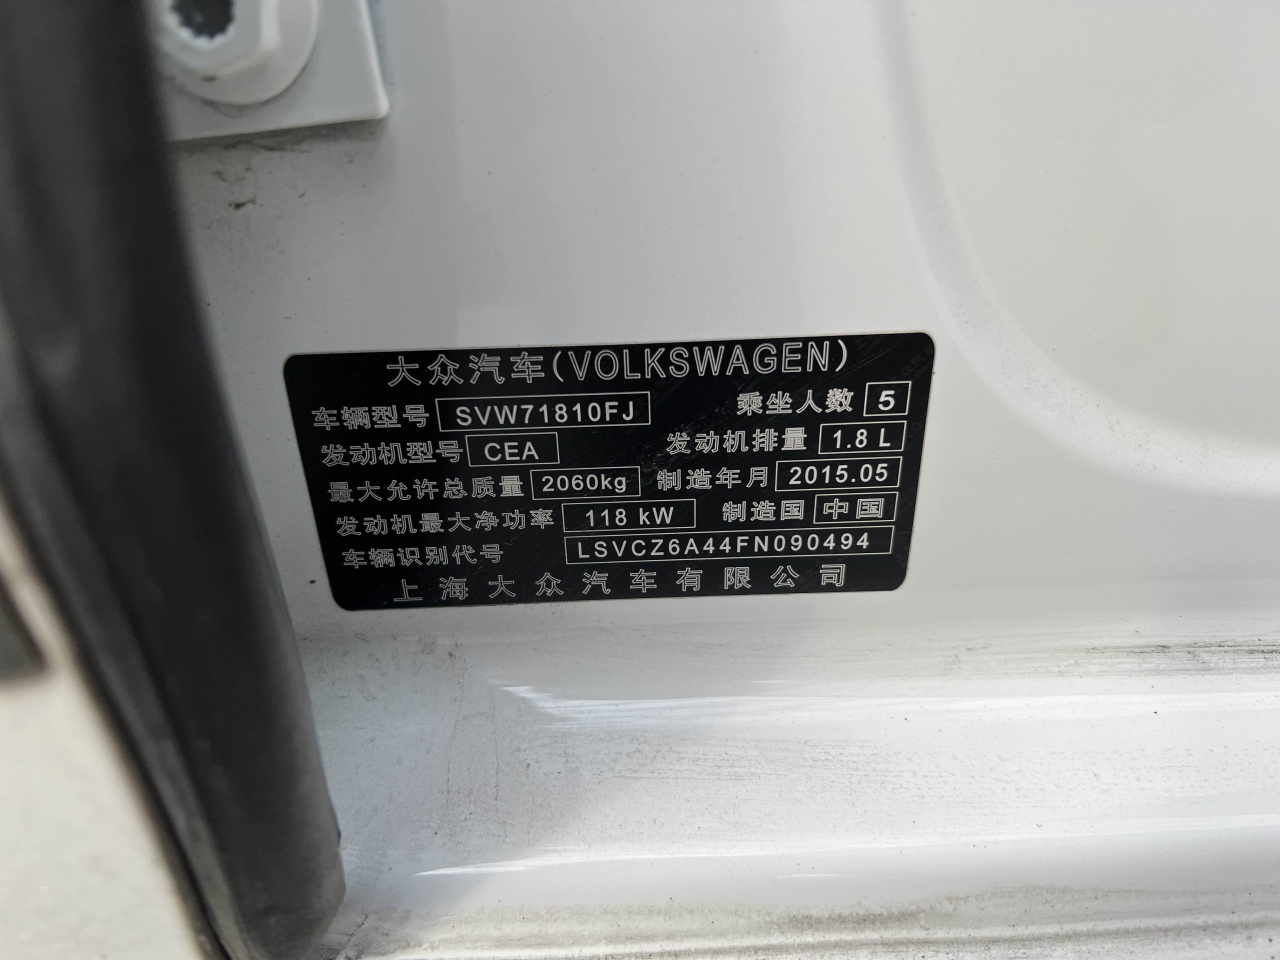 大众汽车(VOLKSWAGEN)
车辆型号 SVW71810FJ 乘坐人数 5
发动机型号 CEA 发动机排量 1.8 L
最大允许总质量 2060kg 制造年月 2015.05
发动机最大净功率 118 kW 制造国 中国
车辆识别代号 LSVCZ6A44FN090494
上海大众汽车有限公司